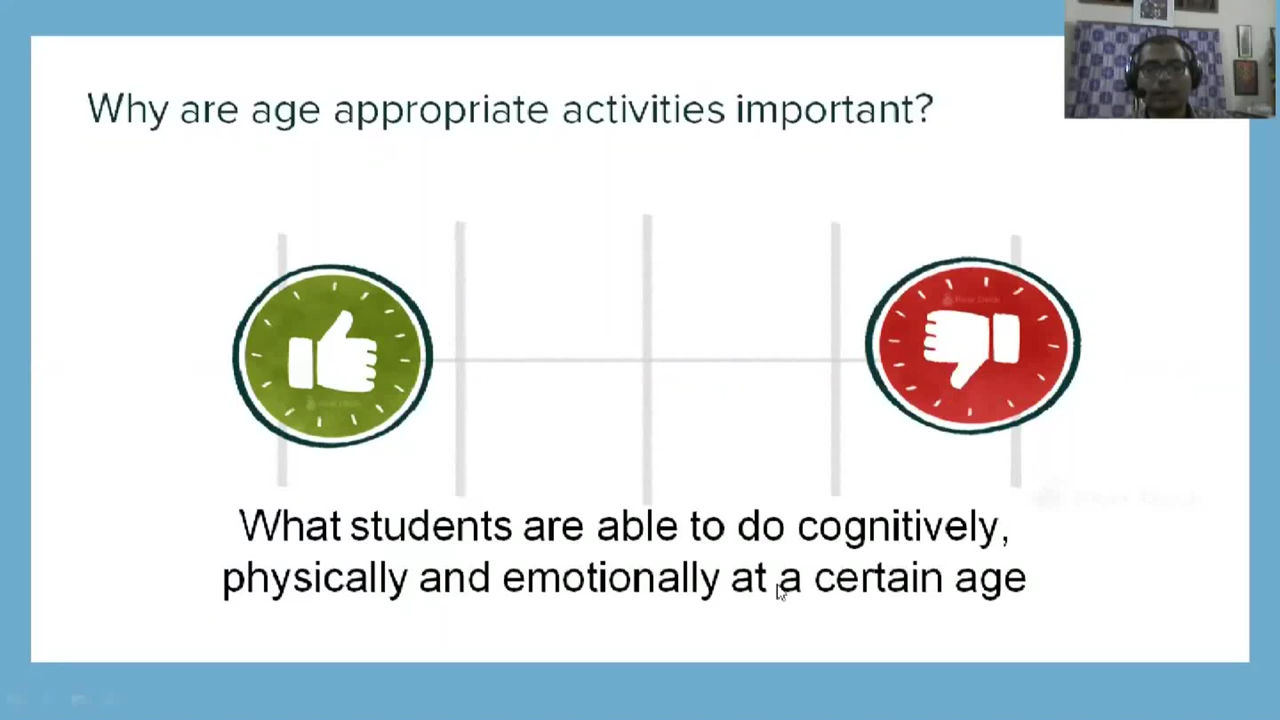 Why are age appropriate activities important?
What students are able to do cognitively,
physically and emotionally at a certain age